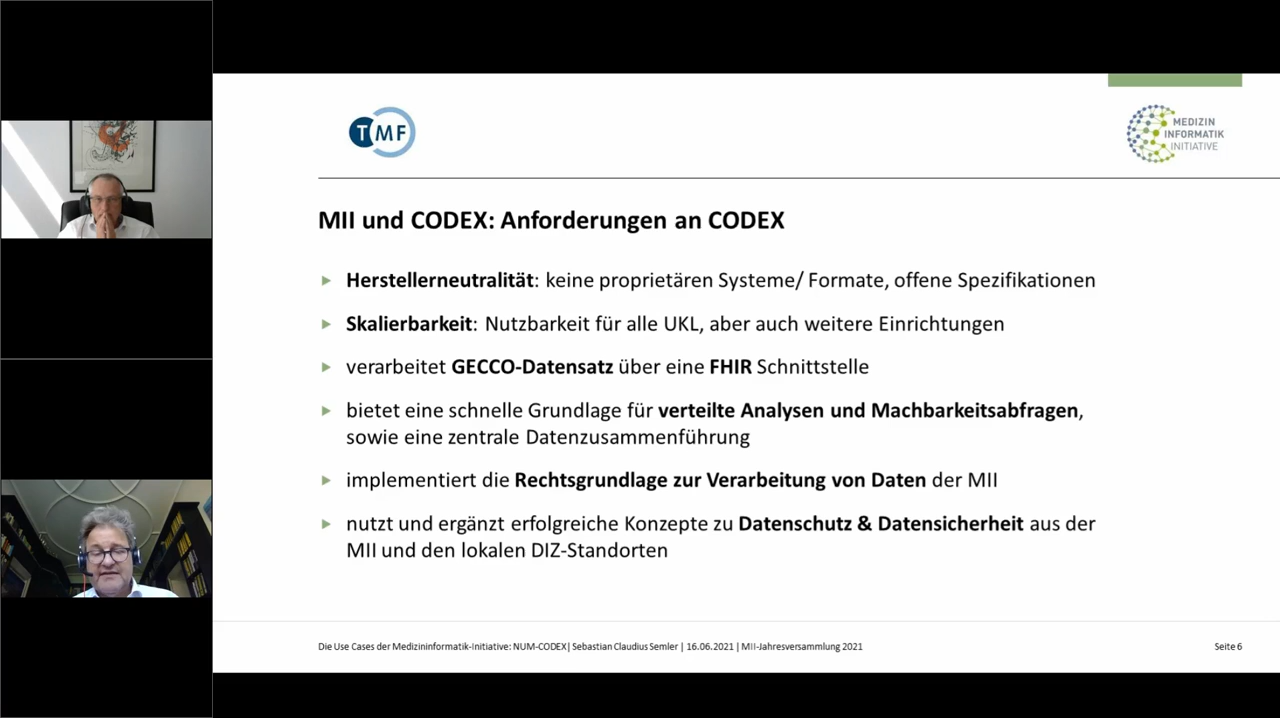 TMF
MEDIZIN
INFORMATIK
INITIATIVE
MII und CODEX: Anforderungen an CODEX
Herstellerneutralität: keine proprietären Systeme/ Formate, offene Spezifikationen
Skalierbarkeit: Nutzbarkeit für alle UKL, aber auch weitere Einrichtungen
verarbeitet GECCO-Datensatz über eine FHIR Schnittstelle
bietet eine schnelle Grundlage für verteilte Analysen und Machbarkeitsabfragen,
sowie eine zentrale Datenzusammenführung
implementiert die Rechtsgrundlage zur Verarbeitung von Daten der MII
nutzt und ergänzt erfolgreiche Konzepte zu Datenschutz & Datensicherheit aus der
MII und den lokalen DIZ-Standorten
Die Use Cases der Medizininformatik-Initiative: NUM-CODEX| Sebastian Claudius Semler | 16.06.2021 | MII-Jahresversammlung 2021
Seite 6